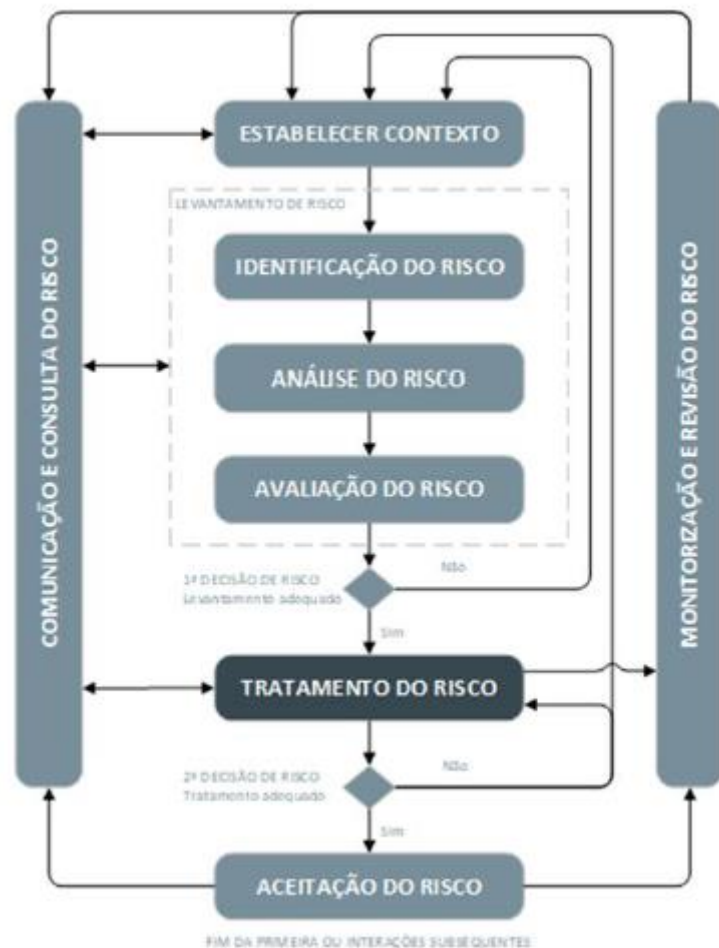 ESTABELECER CONTEXTO
LEVANTAMENTO DE RISCO
IDENTIFICAÇÃO DO RISCO
ANÁLISE DO RISCO
AVALIAÇÃO DO RISCO
Não
1ª DECISÃO DE RISCO
Levantamento adequado
Sim
TRATAMENTO DO RISCO
Não
2ª DECISÃO DE RISCO
Tratamento adequado
Sim
ACEITAÇÃO DO RISCO
FIM DA PRIMEIRA OU INTERAÇÕES SUBSEQUENTES
COMUNICAÇÃO E CONSULTA DO RISCO
MONITORIZAÇÃO E REVISÃO DO RISCO